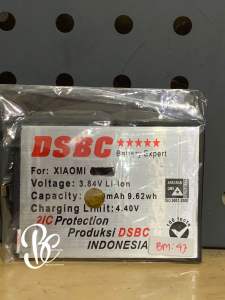 DSBC
Battery Expert
For: XIAOMI
Voltage: 3.84V Li-Ion
Capacity: mAh 9.62wh
Charging Limit: 4.40V
2IC Protection
Produksi DSBC
INDONESIA
BM: 47